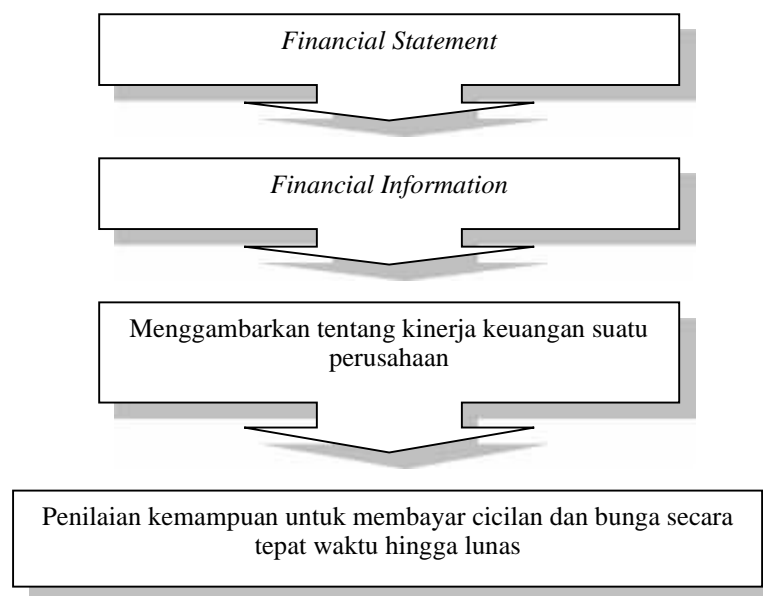 Financial Statement
Financial Information
Menggambarkan tentang kinerja keuangan suatu
perusahaan
Penilaian kemampuan untuk membayar cicilan dan bunga secara
tepat waktu hingga lunas